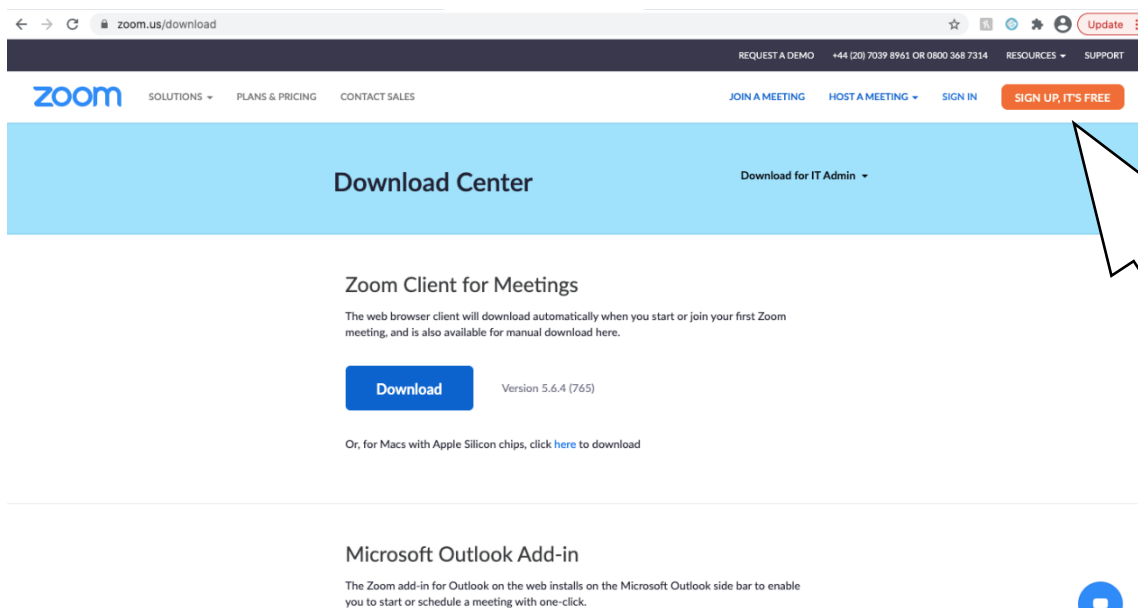 zoom.us/download
Update
REQUEST A DEMO +44 (20) 7039 8961 OR 0800 368 7314 RESOURCES SUPPORT
zoom SOLUTIONS PLANS & PRICING CONTACT SALES JOIN A MEETING HOST A MEETING SIGN IN SIGN UP, IT'S FREE
Download Center
Download for IT Admin
Zoom Client for Meetings
The web browser client will download automatically when you start or join your first Zoom
meeting, and is also available for manual download here.
Download Version 5.6.4 (765)
Or, for Macs with Apple Silicon chips, click here to download
Microsoft Outlook Add-in
The Zoom add-in for Outlook on the web installs on the Microsoft Outlook side bar to enable
you to start or schedule a meeting with one-click.